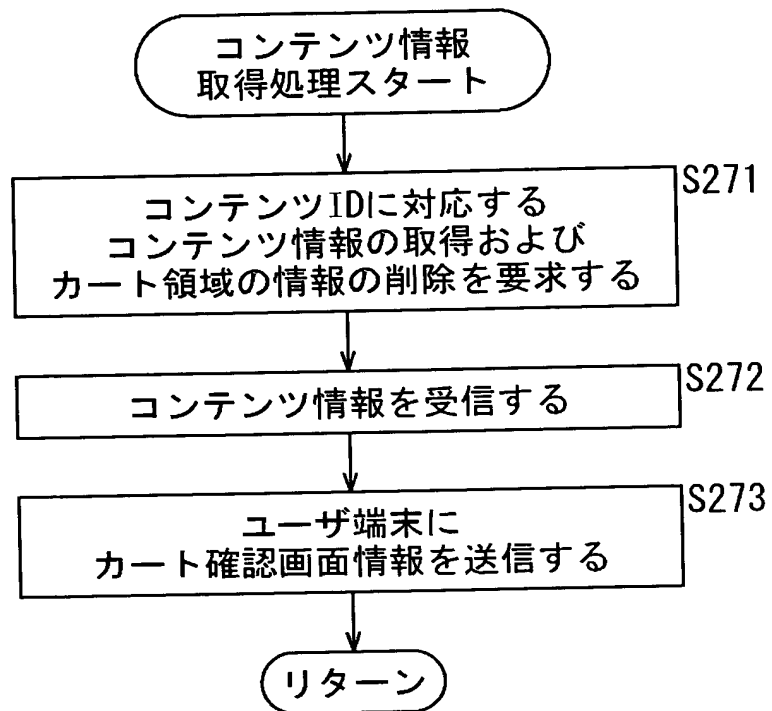 コンテンツ情報
取得処理スタート
S271
コンテンツIDに対応する
コンテンツ情報の取得および
カート領域の情報の削除を要求する
S272
コンテンツ情報を受信する
S273
ユーザ端末に
カート確認画面情報を送信する
リターン